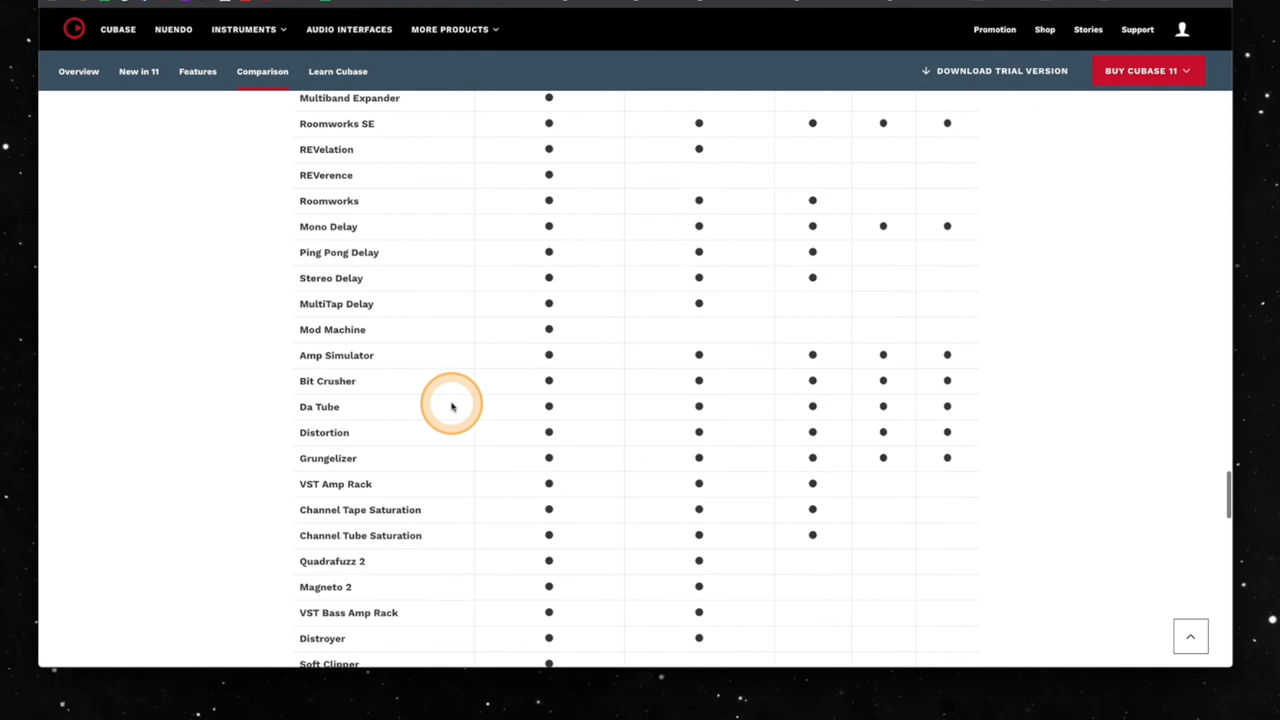 CUBASE NUENDO INSTRUMENTS AUDIO INTERFACES MORE PRODUCTS Promotion Shop Stories Support
Overview New in 11 Features Comparison Learn Cubase DOWNLOAD TRIAL VERSION BUY CUBASE 11
Multiband Expander
Roomworks SE
REVelation
REVerence
Roomworks
Mono Delay
Ping Pong Delay
Stereo Delay
MultiTap Delay
Mod Machine
Amp Simulator
Bit Crusher
Da Tube
Distortion
Grungelizer
VST Amp Rack
Channel Tape Saturation
Channel Tube Saturation
Quadrafuzz 2
Magneto 2
VST Bass Amp Rack
Distroyer
Soft Clipper